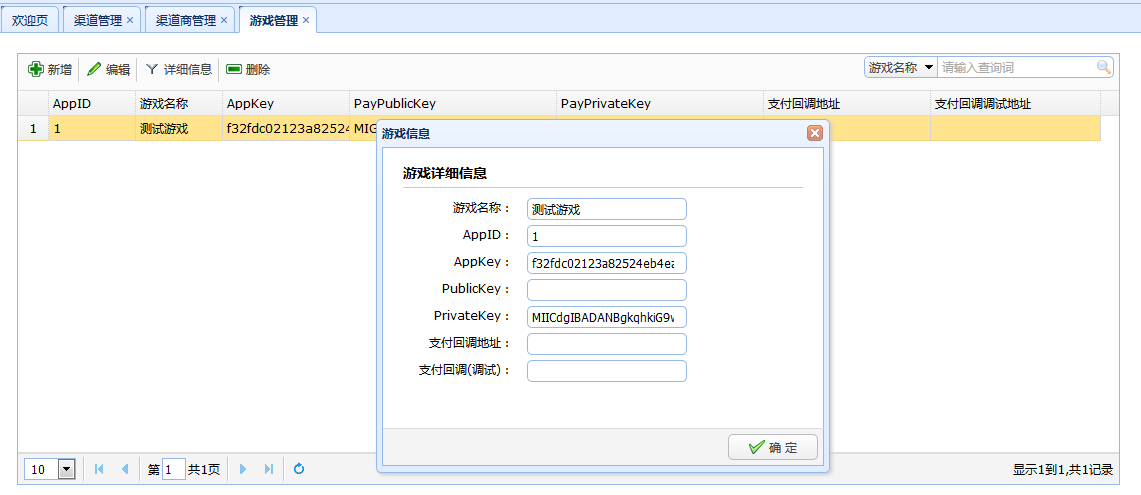 欢迎页 渠道管理 × 渠道商管理 × 游戏管理 ×
新增 编辑 详细信息 删除 游戏名称 请输入查询词
AppID 游戏名称 AppKey PayPublicKey PayPrivateKey 支付回调地址 支付回调调试地址
1 1 测试游戏 f32fdc02123a82524 MIG
游戏信息
游戏详细信息
游戏名称： 测试游戏
AppID： 1
AppKey： f32fdc02123a82524eb4ea
PublicKey：
PrivateKey： MIICdgIBADANBgkqhkiG9w
支付回调地址：
支付回调(调试)：
确 定
10 第 1 共1页 显示1到1,共1记录